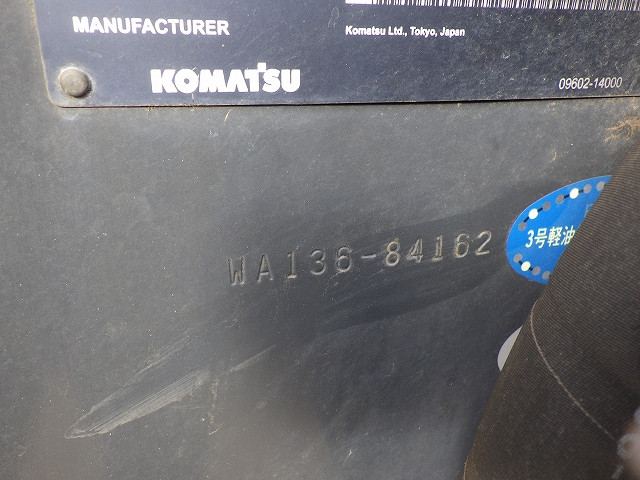 MANUFACTURER
Komatsu Ltd., Tokyo, Japan
KOMATSU
09602-14000
WA136-84162
3号軽油